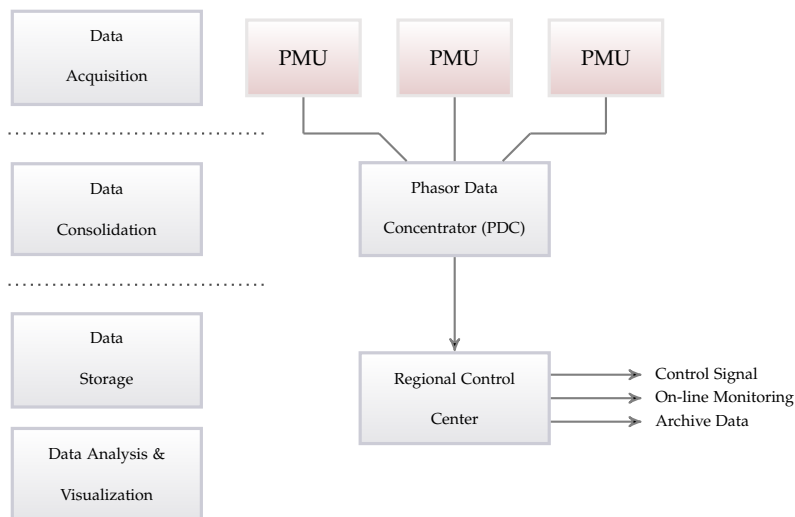 Data
Acquisition
PMU
PMU
PMU
Data
Consolidation
Phasor Data
Concentrator (PDC)
Data
Storage
Regional Control
Center
Control Signal
On-line Monitoring
Archive Data
Data Analysis &
Visualization